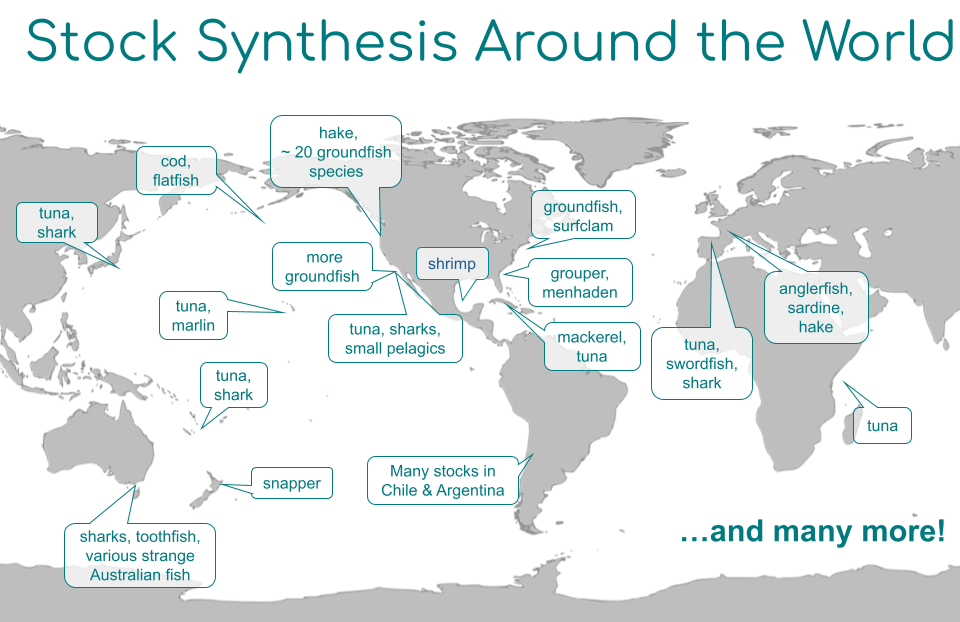 Stock Synthesis Around the World
hake,
~ 20 groundfish
species
cod,
flatfish
tuna,
shark
groundfish,
surfclam
more
groundfish
shrimp
grouper,
menhaden
anglerfish,
sardine,
hake
tuna,
marlin
tuna, sharks,
small pelagics
mackerel,
tuna
tuna,
swordfish,
shark
tuna,
shark
tuna
Many stocks in
Chile & Argentina
snapper
sharks, toothfish,
various strange
Australian fish
…and many more!